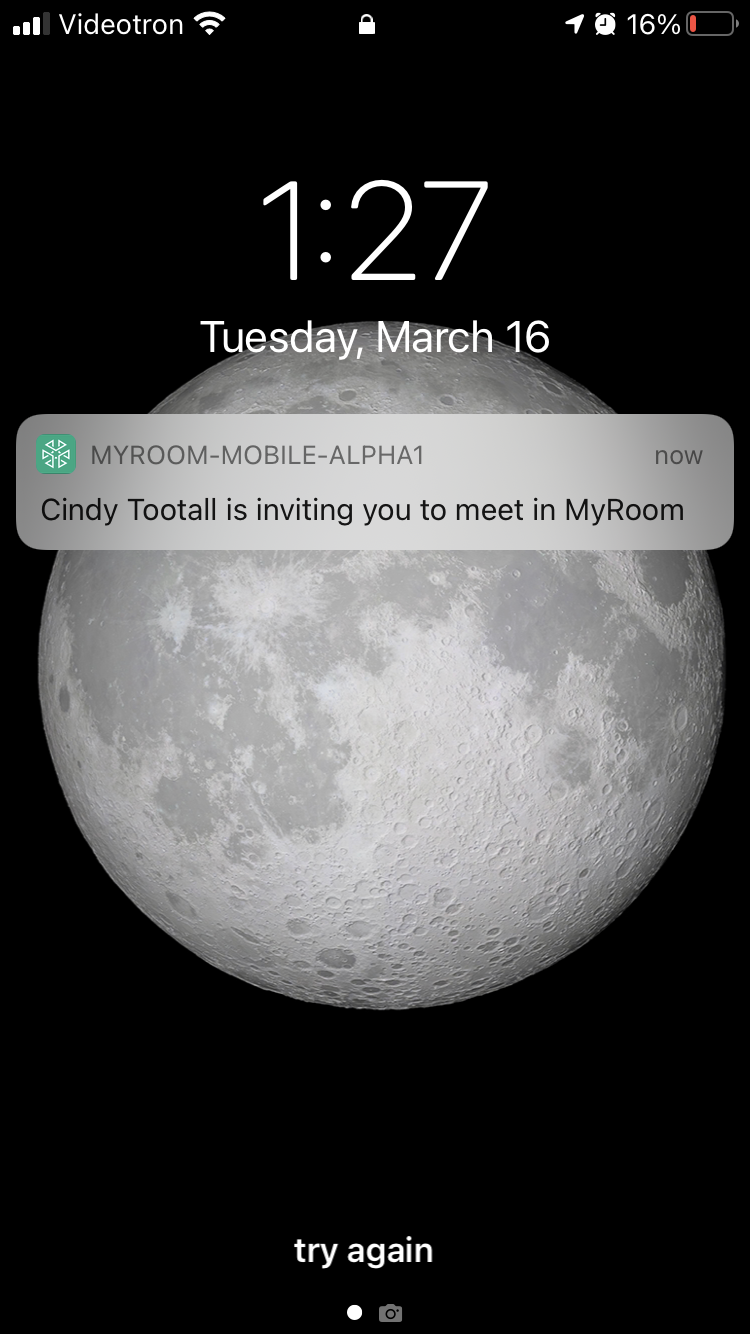 Videotron 16%
1:27
Tuesday, March 16
MYROOM-MOBILE-ALPHA1 now
Cindy Tootall is inviting you to meet in MyRoom
try again